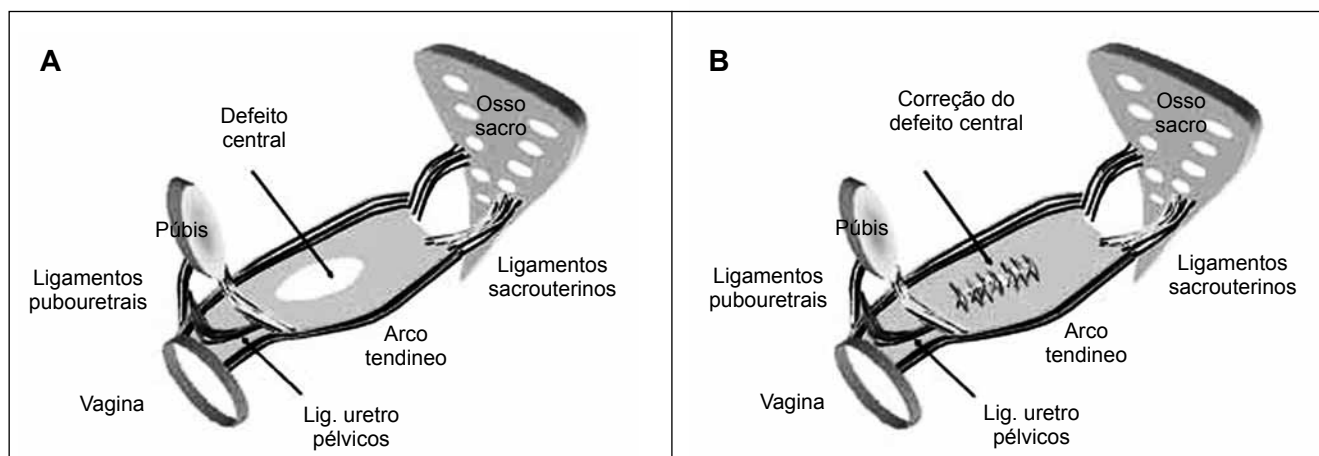 A
Defeito
central
Osso
sacro
Púbis
Ligamentos
pubouretrais
Ligamentos
sacrouterinos
Arco
tendineo
Vagina
Lig. uretro
pélvicos
B
Correção do
defeito central
Osso
sacro
Púbis
Ligamentos
pubouretrais
Ligamentos
sacrouterinos
Arco
tendineo
Vagina
Lig. uretro
pélvicos